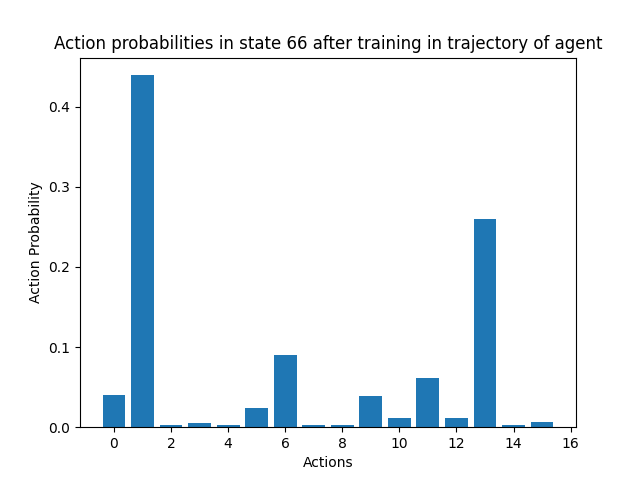 Action probabilities in state 66 after training in trajectory of agent
Action Probability
0.4
0.3
0.2
0.1
0.0
0 2 4 6 8 10 12 14 16
Actions